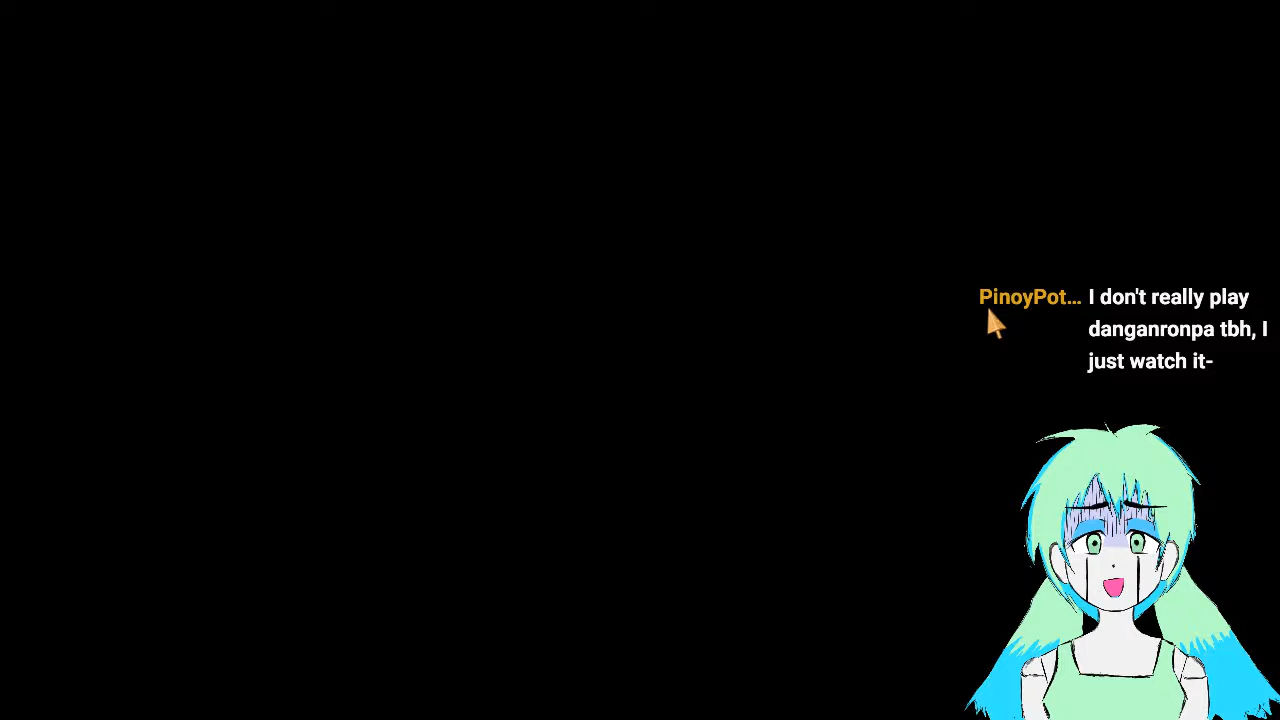 PinoyPot... I don't really play
danganronpa tbh, I
just watch it-